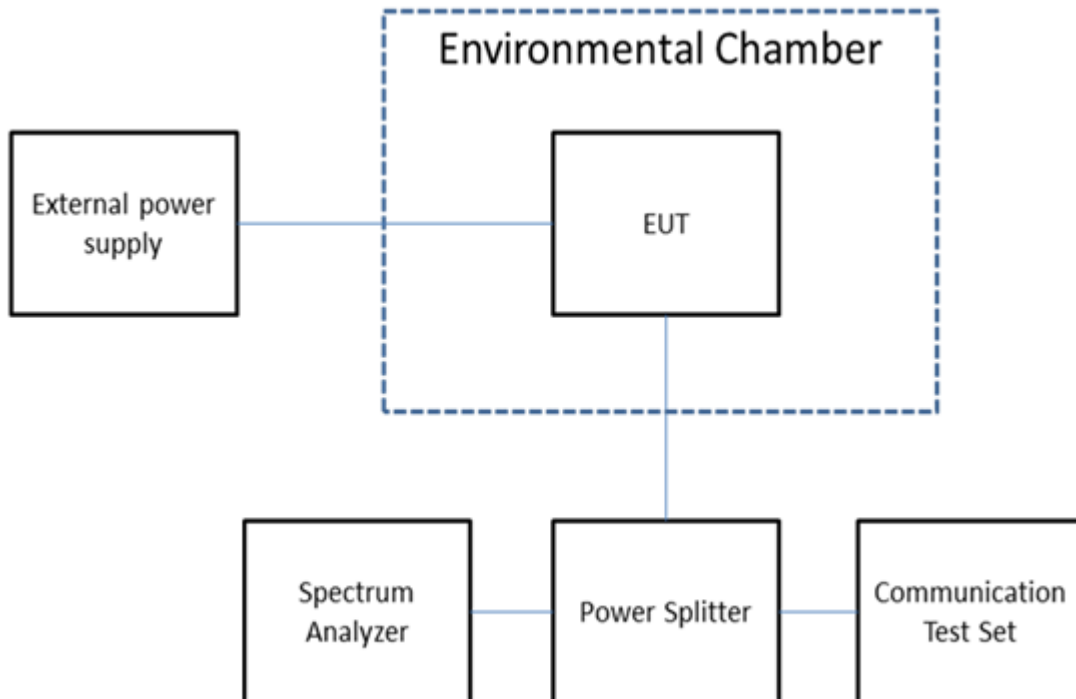 Environmental Chamber
External power
supply
EUT
Spectrum
Analyzer
Power Splitter
Communication
Test Set